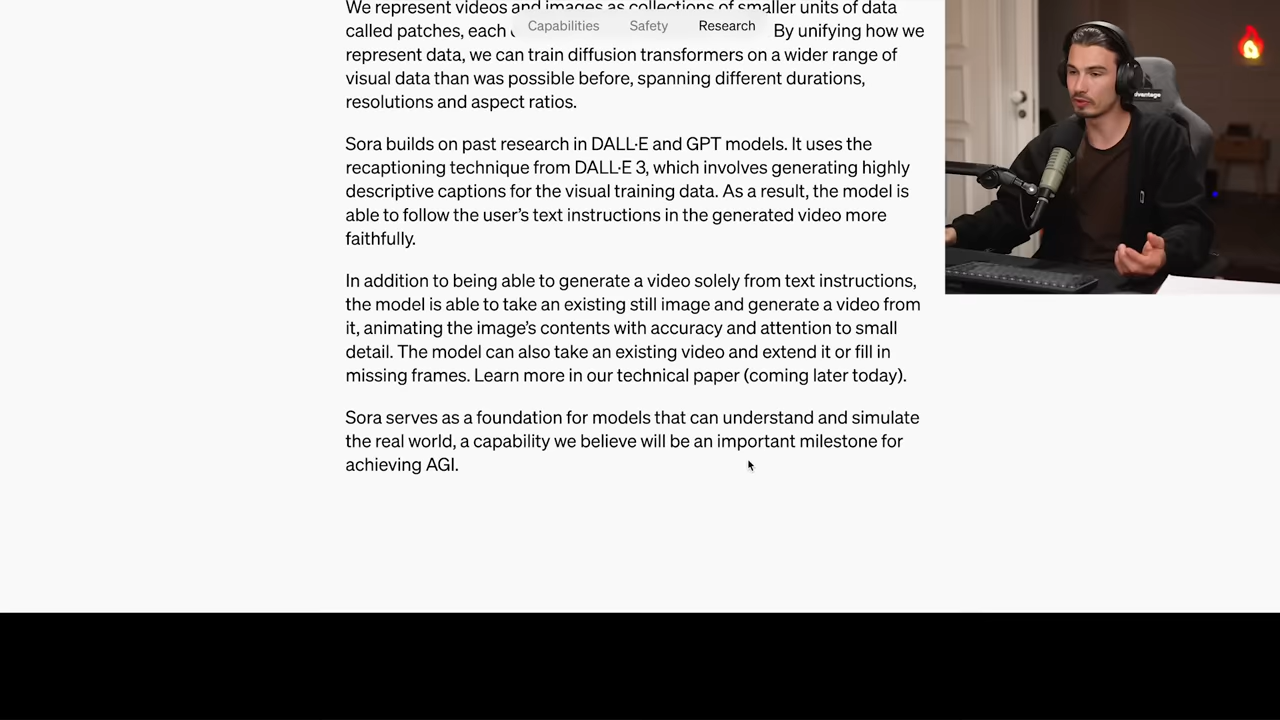 We represent videos and images as collections of smaller units of data
Capabilities Safety Research
called patches, each By unifying how we
represent data, we can train diffusion transformers on a wider range of
visual data than was possible before, spanning different durations,
resolutions and aspect ratios.
Sora builds on past research in DALL·E and GPT models. It uses the
recaptioning technique from DALL·E 3, which involves generating highly
descriptive captions for the visual training data. As a result, the model is
able to follow the user’s text instructions in the generated video more
faithfully.
In addition to being able to generate a video solely from text instructions,
the model is able to take an existing still image and generate a video from
it, animating the image’s contents with accuracy and attention to small
detail. The model can also take an existing video and extend it or fill in
missing frames. Learn more in our technical paper (coming later today).
Sora serves as a foundation for models that can understand and simulate
the real world, a capability we believe will be an important milestone for
achieving AGI.